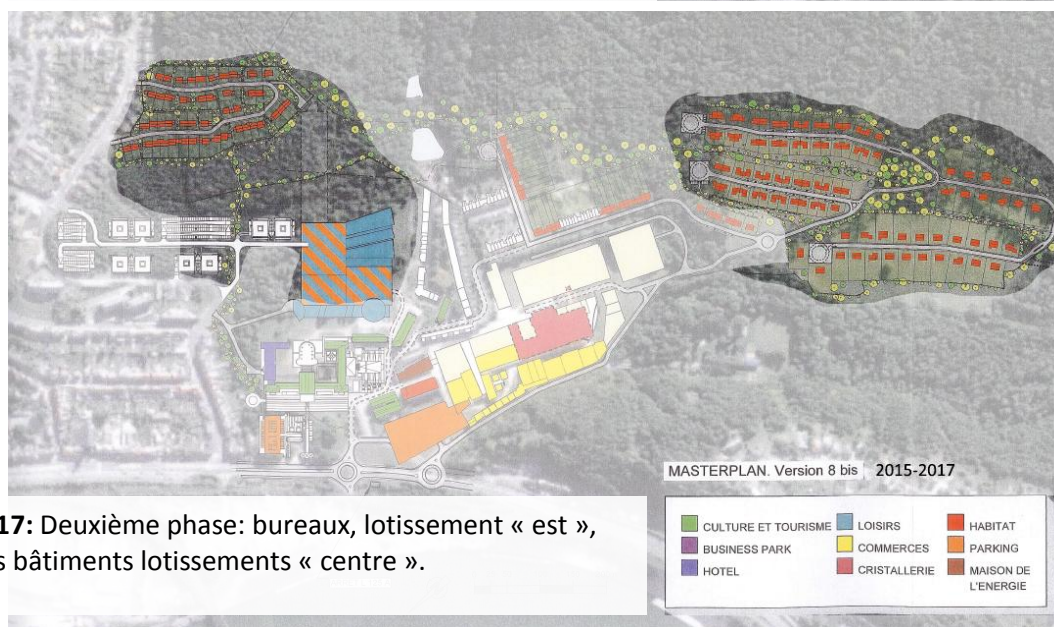 MASTERPLAN. Version 8 bis 2015-2017
17: Deuxième phase: bureaux, lotissement « est »,
s bâtiments lotissements « centre ».
CULTURE ET TOURISME
LOISIRS
HABITAT
BUSINESS PARK
COMMERCES
PARKING
HOTEL
CRISTALLERIE
MAISON DE
L'ENERGIE